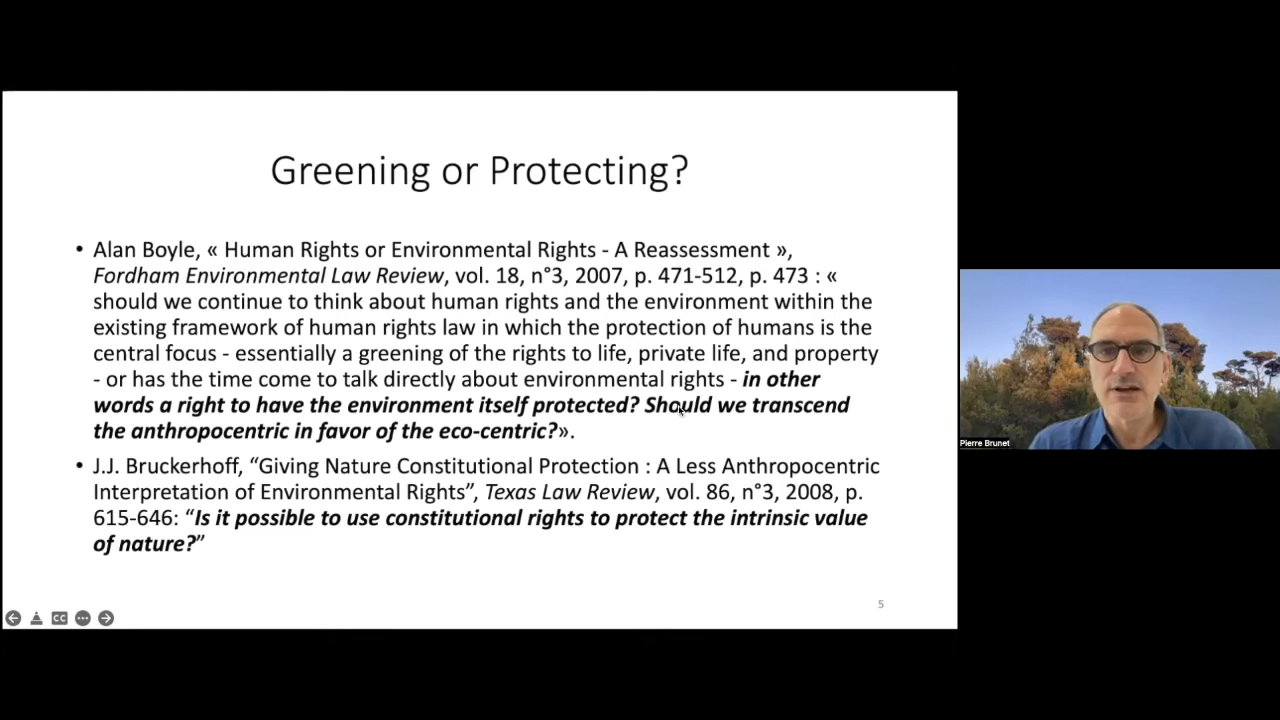 Greening or Protecting?
• Alan Boyle, « Human Rights or Environmental Rights - A Reassessment »,
Fordham Environmental Law Review, vol. 18, n°3, 2007, p. 471-512, p. 473 : «
should we continue to think about human rights and the environment within the
existing framework of human rights law in which the protection of humans is the
central focus - essentially a greening of the rights to life, private life, and property
- or has the time come to talk directly about environmental rights - in other
words a right to have the environment itself protected? Should we transcend
the anthropocentric in favor of the eco-centric?».
• J.J. Bruckerhoff, “Giving Nature Constitutional Protection : A Less Anthropocentric
Interpretation of Environmental Rights”, Texas Law Review, vol. 86, n°3, 2008, p.
615-646: “Is it possible to use constitutional rights to protect the intrinsic value
of nature?”
5
CC
Pierre Brunet